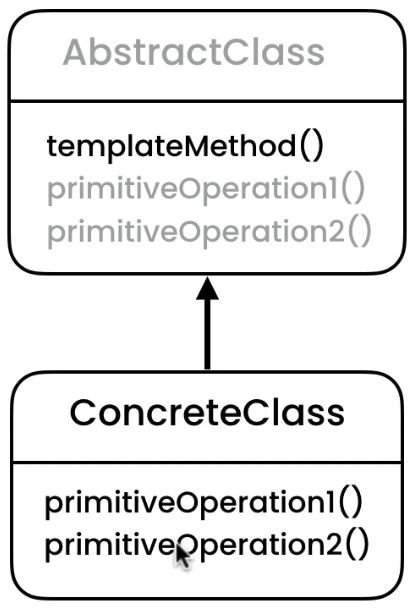 AbstractClass
templateMethod()
primitiveOperation1()
primitiveOperation2()
ConcreteClass
primitiveOperation1()
primitiveOperation2()